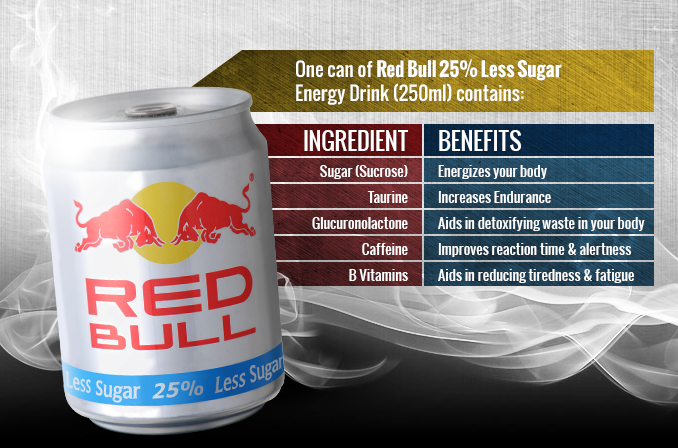 One can of Red Bull 25% Less Sugar
Energy Drink (250ml) contains:
INGREDIENT BENEFITS
Sugar (Sucrose) Energizes your body
Taurine Increases Endurance
Glucuronolactone Aids in detoxifying waste in your body
Caffeine Improves reaction time & alertness
B Vitamins Aids in reducing tiredness & fatigue
®
RED
BULL
Less Sugar 25% Less Sugar